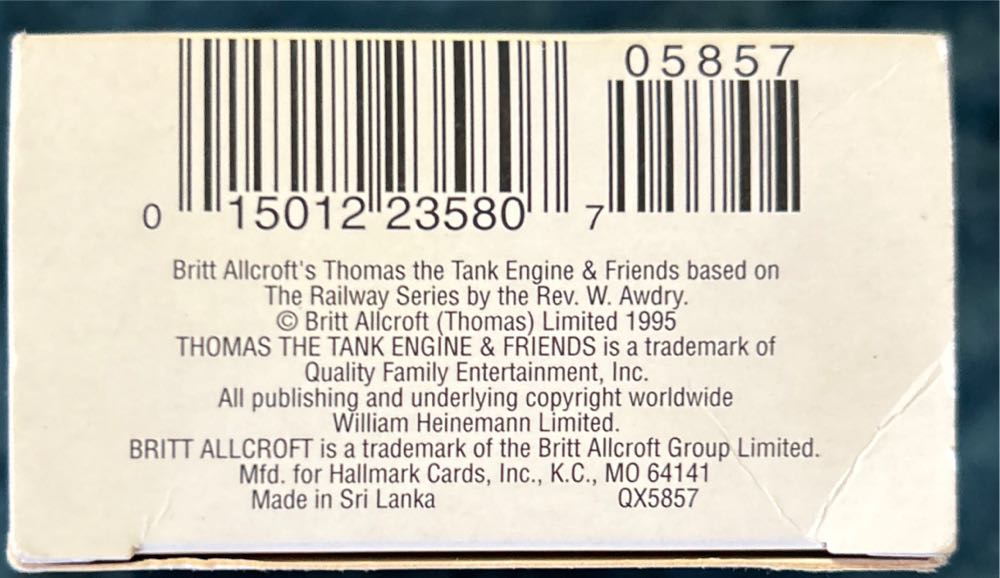 05857
0 15012 23580 7
Britt Allcroft's Thomas the Tank Engine & Friends based on
The Railway Series by the Rev. W. Awdry.
© Britt Allcroft (Thomas) Limited 1995
THOMAS THE TANK ENGINE & FRIENDS is a trademark of
Quality Family Entertainment, Inc.
All publishing and underlying copyright worldwide
William Heinemann Limited.
BRITT ALLCROFT is a trademark of the Britt Allcroft Group Limited.
Mfd. for Hallmark Cards, Inc., K.C., MO 64141
Made in Sri Lanka QX5857